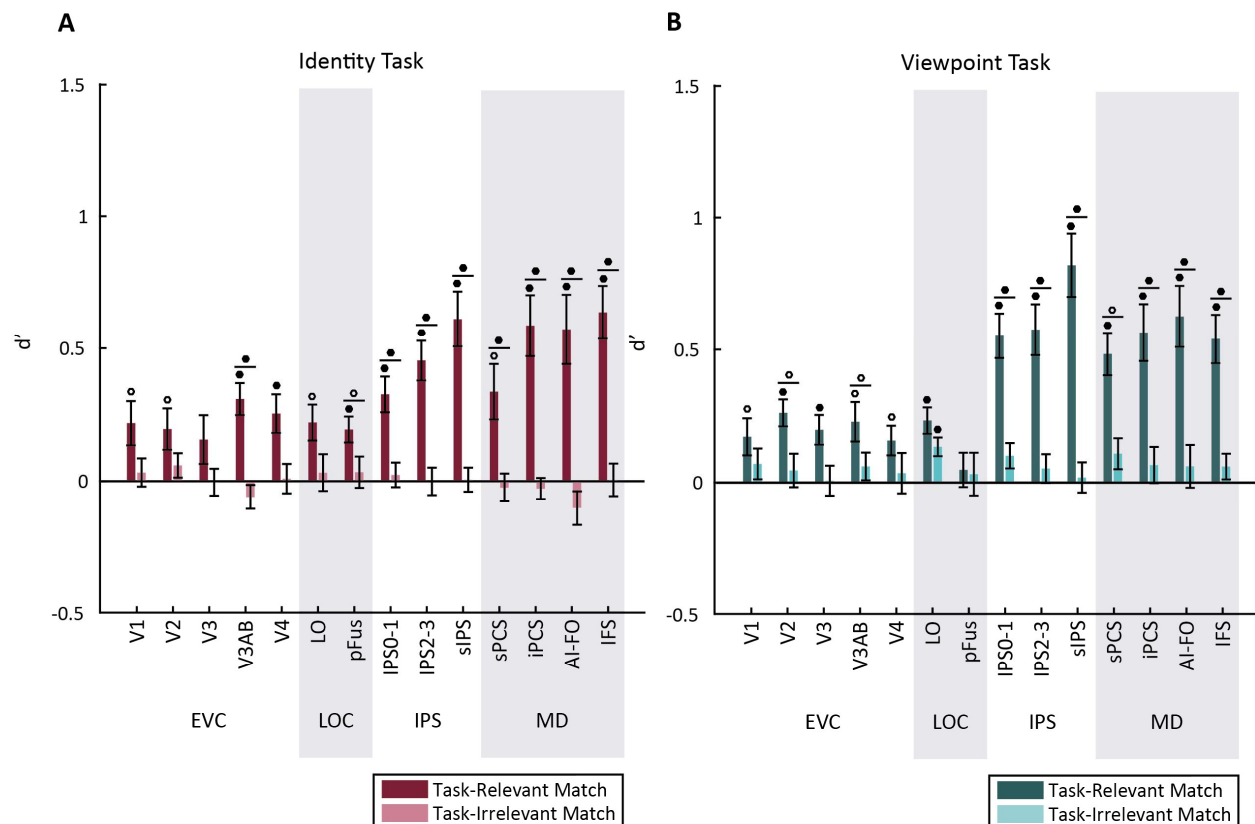 A
Identity Task
1.5
1
0.5
0
-0.5
d'
V1
V2
V3
V3AB
V4
LO
pFus
IPS0-1
IPS2-3
sIPS
sPCS
iPCS
AI-FO
IFS
EVC
LOC
IPS
MD
Task-Relevant Match
Task-Irrelevant Match
B
Viewpoint Task
1.5
1
0.5
0
-0.5
d'
V1
V2
V3
V3AB
V4
LO
pFus
IPS0-1
IPS2-3
sIPS
sPCS
iPCS
AI-FO
IFS
EVC
LOC
IPS
MD
Task-Relevant Match
Task-Irrelevant Match